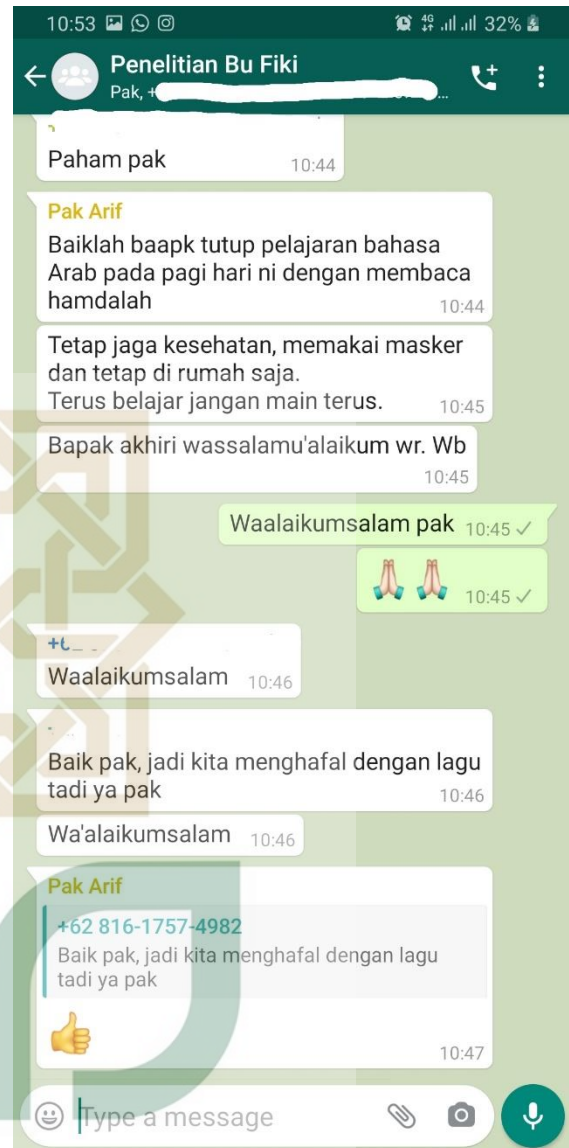 10:53
4G
32%
Penelitian Bu Fiki
Pak, +
...
Paham pak
10:44
Pak Arif
Baiklah baapk tutup pelajaran bahasa
Arab pada pagi hari ni dengan membaca
hamdalah
10:44
Tetap jaga kesehatan, memakai masker
dan tetap di rumah saja.
Terus belajar jangan main terus.
10:45
Bapak akhiri wassalamu'alaikum wr. Wb
10:45
Waalaikumsalam pak 10:45
10:45
Waalaikumsalam 10:46
Baik pak, jadi kita menghafal dengan lagu
tadi ya pak
10:46
Wa'alaikumsalam 10:46
Pak Arif
+62 816-1757-4982
Baik pak, jadi kita menghafal dengan lagu
tadi ya pak
10:47
Type a message